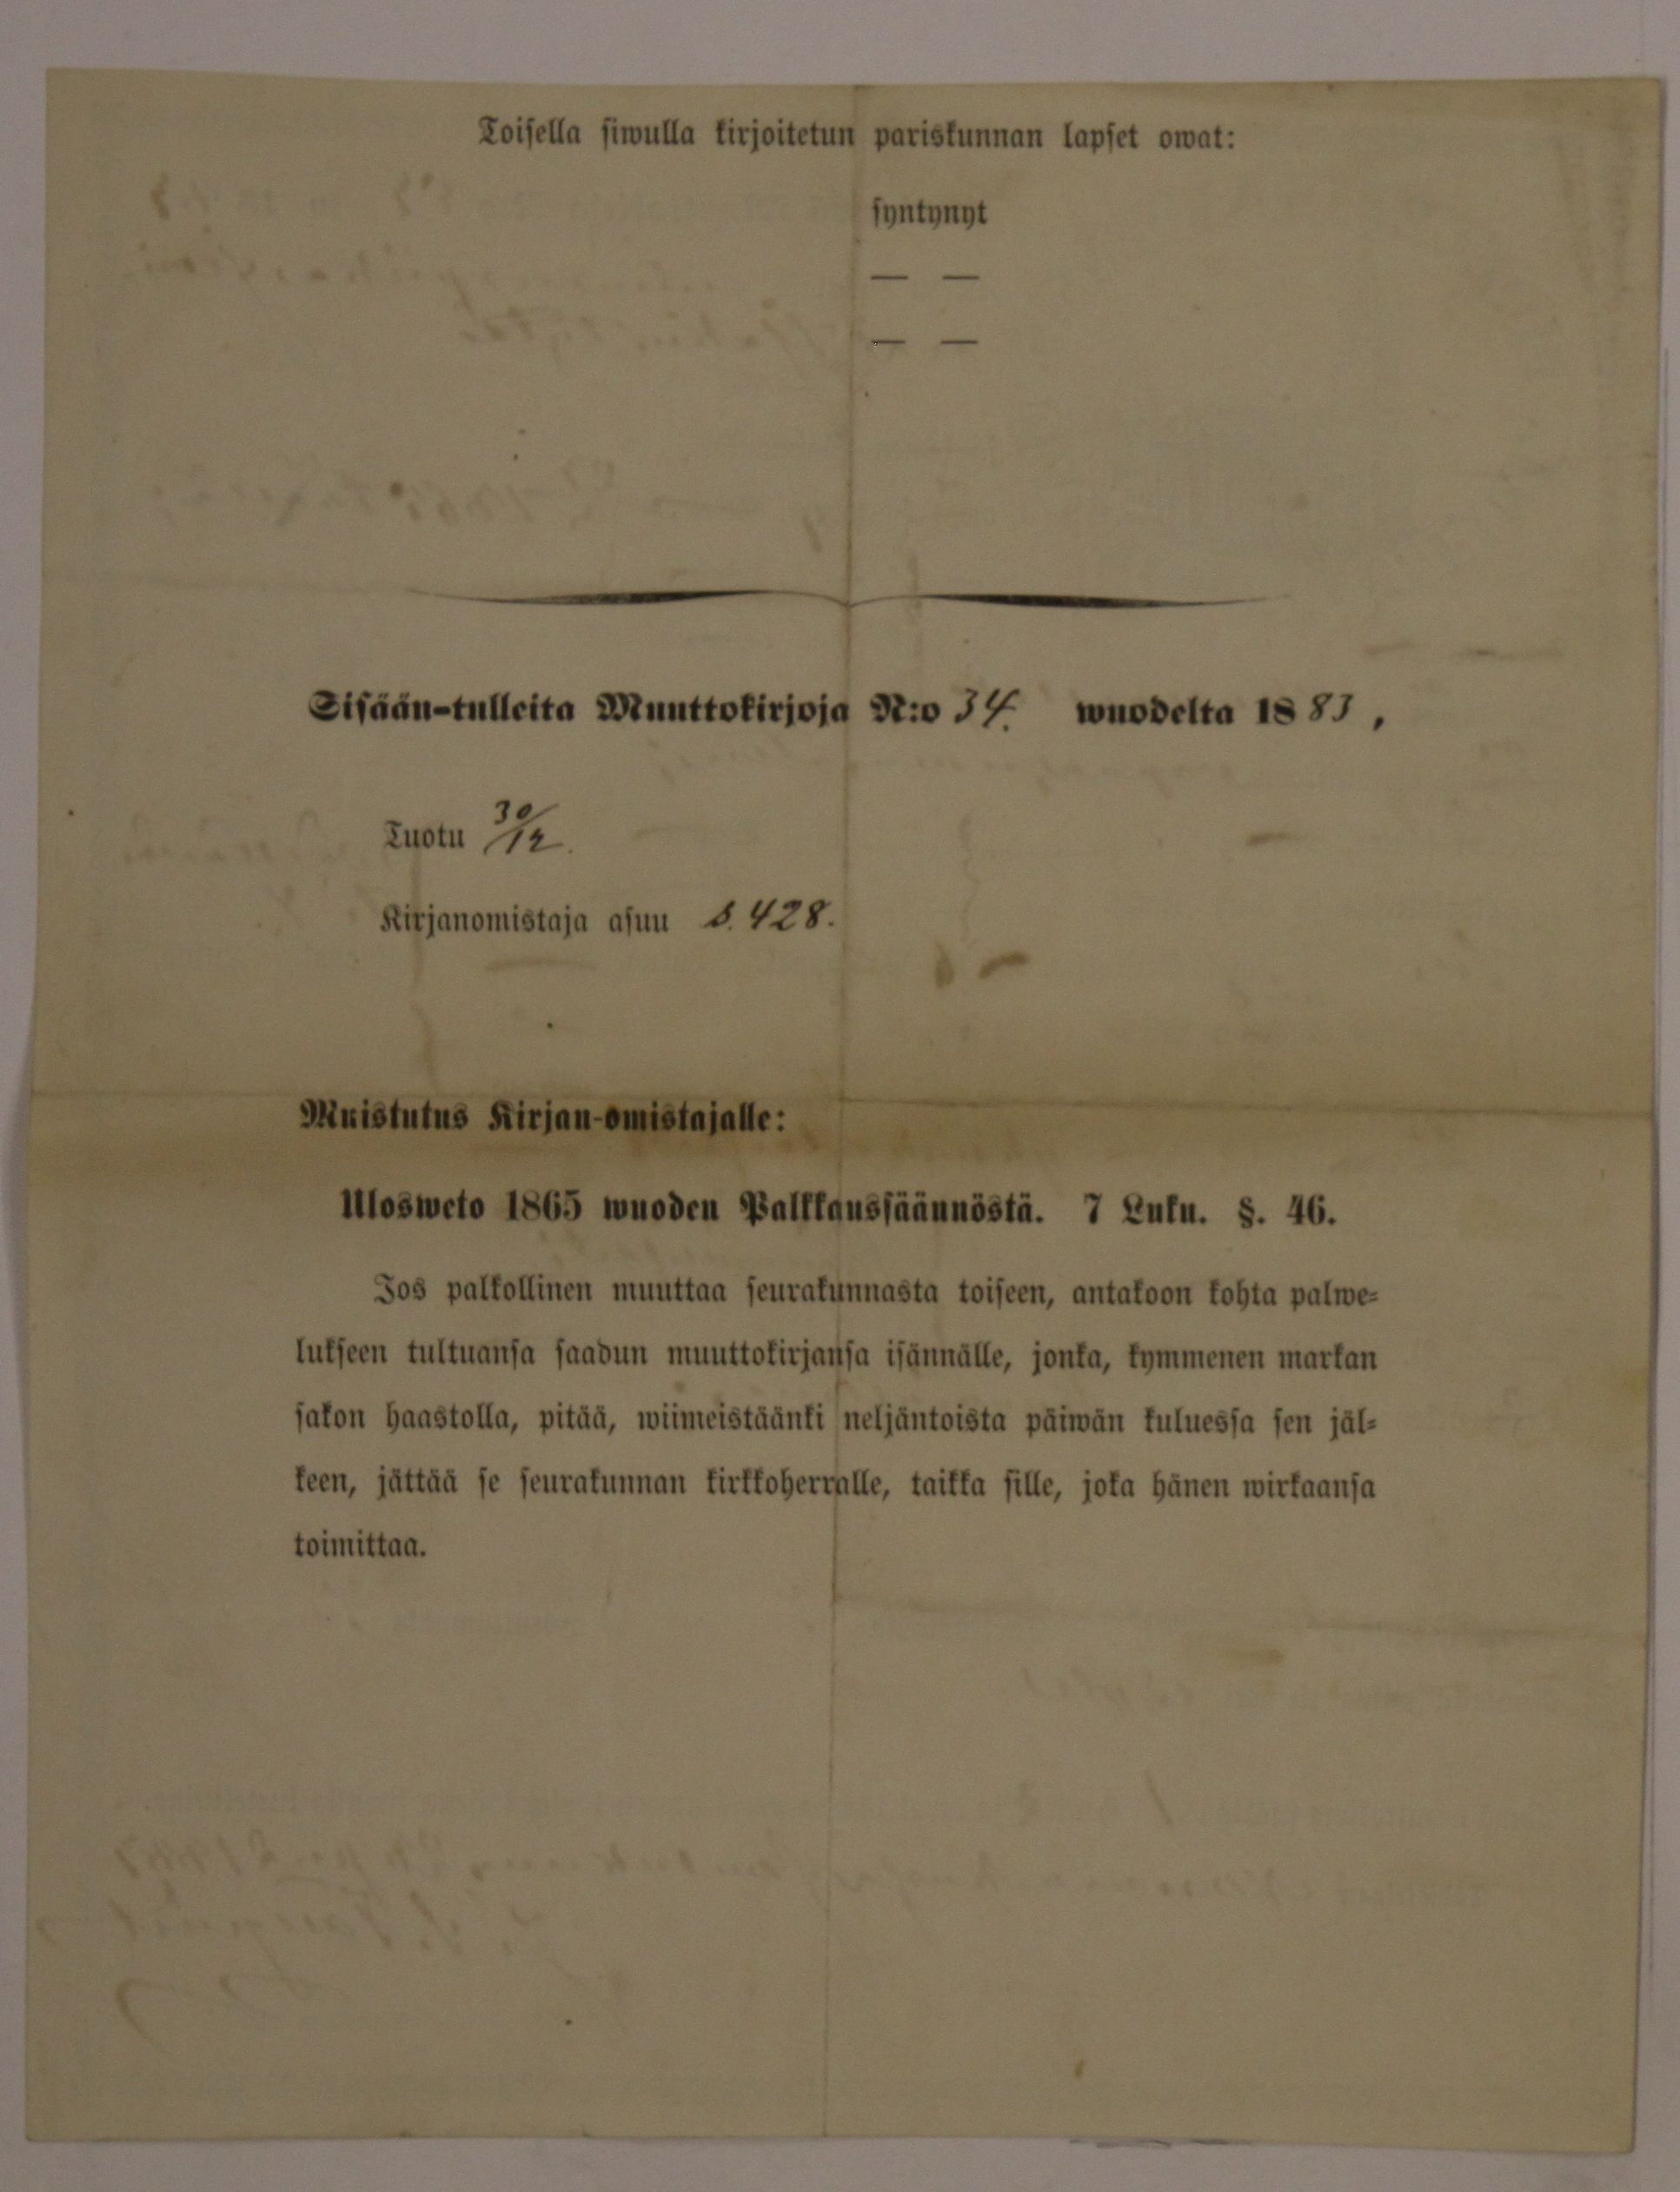 Toisella siwulla kirjoitetun pariskunnan lapset owat:
syntynyt
— —
— —
Sisään-tulleita Muuttokirjoja N:o 34. wuodelta 1883,
Tuotu 30/12.
Kirjanomistaja asuu s. 428.
Muistutus Kirjan-omistajalle:
Ulosweto 1865 wuoden Palkkaussäännöstä. 7 Luku. §. 46.
Jos palkollinen muuttaa seurakunnasta toiseen, antakoon kohta palwe-
lukseen tultuansa saadun muuttokirjansa isännälle, jonka, kymmenen markan
sakon haastolla, pitää, wiimeistäänki neljäntoista päiwän kuluessa sen jäl-
keen, jättää se seurakunnan kirkkoherralle, taikka sille, joka hänen wirkaansa
toimittaa.